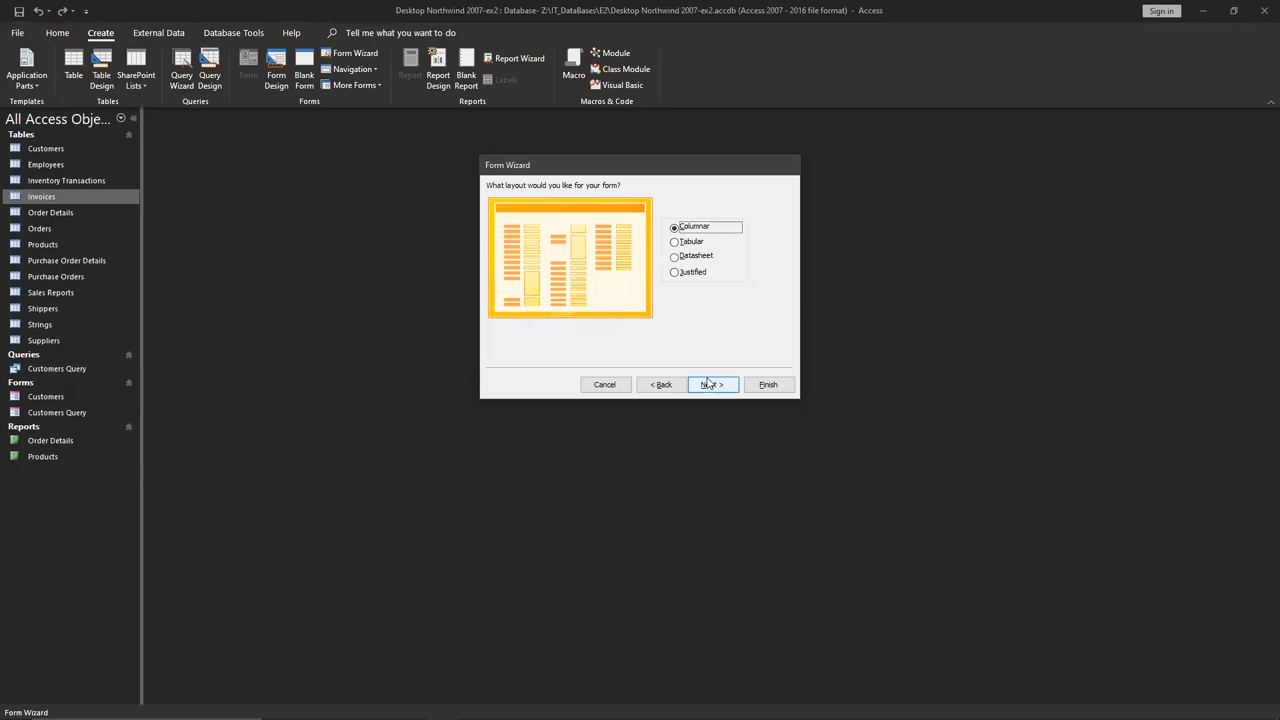 Desktop Northwind 2007-ex2 : Database- Z:\IT_DataBases\E2\Desktop Northwind 2007-ex2.accdb (Access 2007 - 2016 file format) - Access
Sign in
File Home Create External Data Database Tools Help Tell me what you want to do
Application Parts
Table
Table Design
SharePoint Lists
Query Wizard
Query Design
Form
Form Design
Blank Form
Form Wizard
Navigation
More Forms
Report
Report Design
Blank Report
Report Wizard
Labels
Macro
Module
Class Module
Visual Basic
Templates Tables Queries Forms Reports Macros & Code
All Access Obje...
Tables
Customers
Employees
Inventory Transactions
Invoices
Order Details
Orders
Products
Purchase Order Details
Purchase Orders
Sales Reports
Shippers
Strings
Suppliers
Queries
Customers Query
Forms
Customers
Customers Query
Reports
Order Details
Products
Form Wizard
What layout would you like for your form?
Columnar
Tabular
Datasheet
Justified
Cancel < Back > Finish
Form Wizard